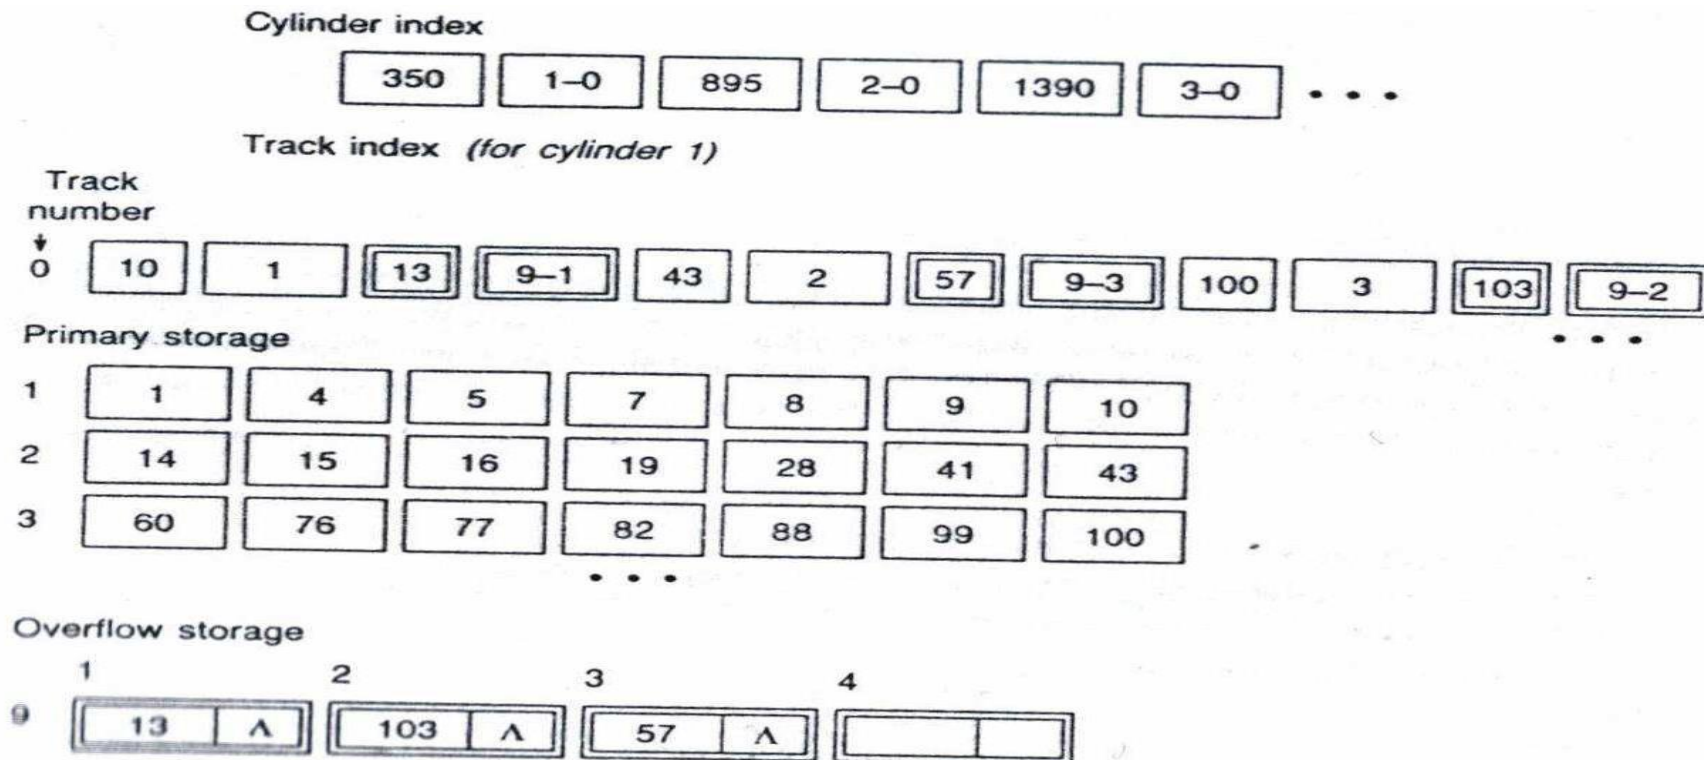 Cylinder index
350 1–0 895 2–0 1390 3–0 • • •
Track index (for cylinder 1)
Track
number
0 10 1 13 9–1 43 2 57 9–3 100 3 103 9–2
• • •
Primary storage
1 1 4 5 7 8 9 10
2 14 15 16 19 28 41 43
3 60 76 77 82 88 99 100
• • •
Overflow storage
1 2 3 4
9 13 Λ 103 Λ 57 Λ